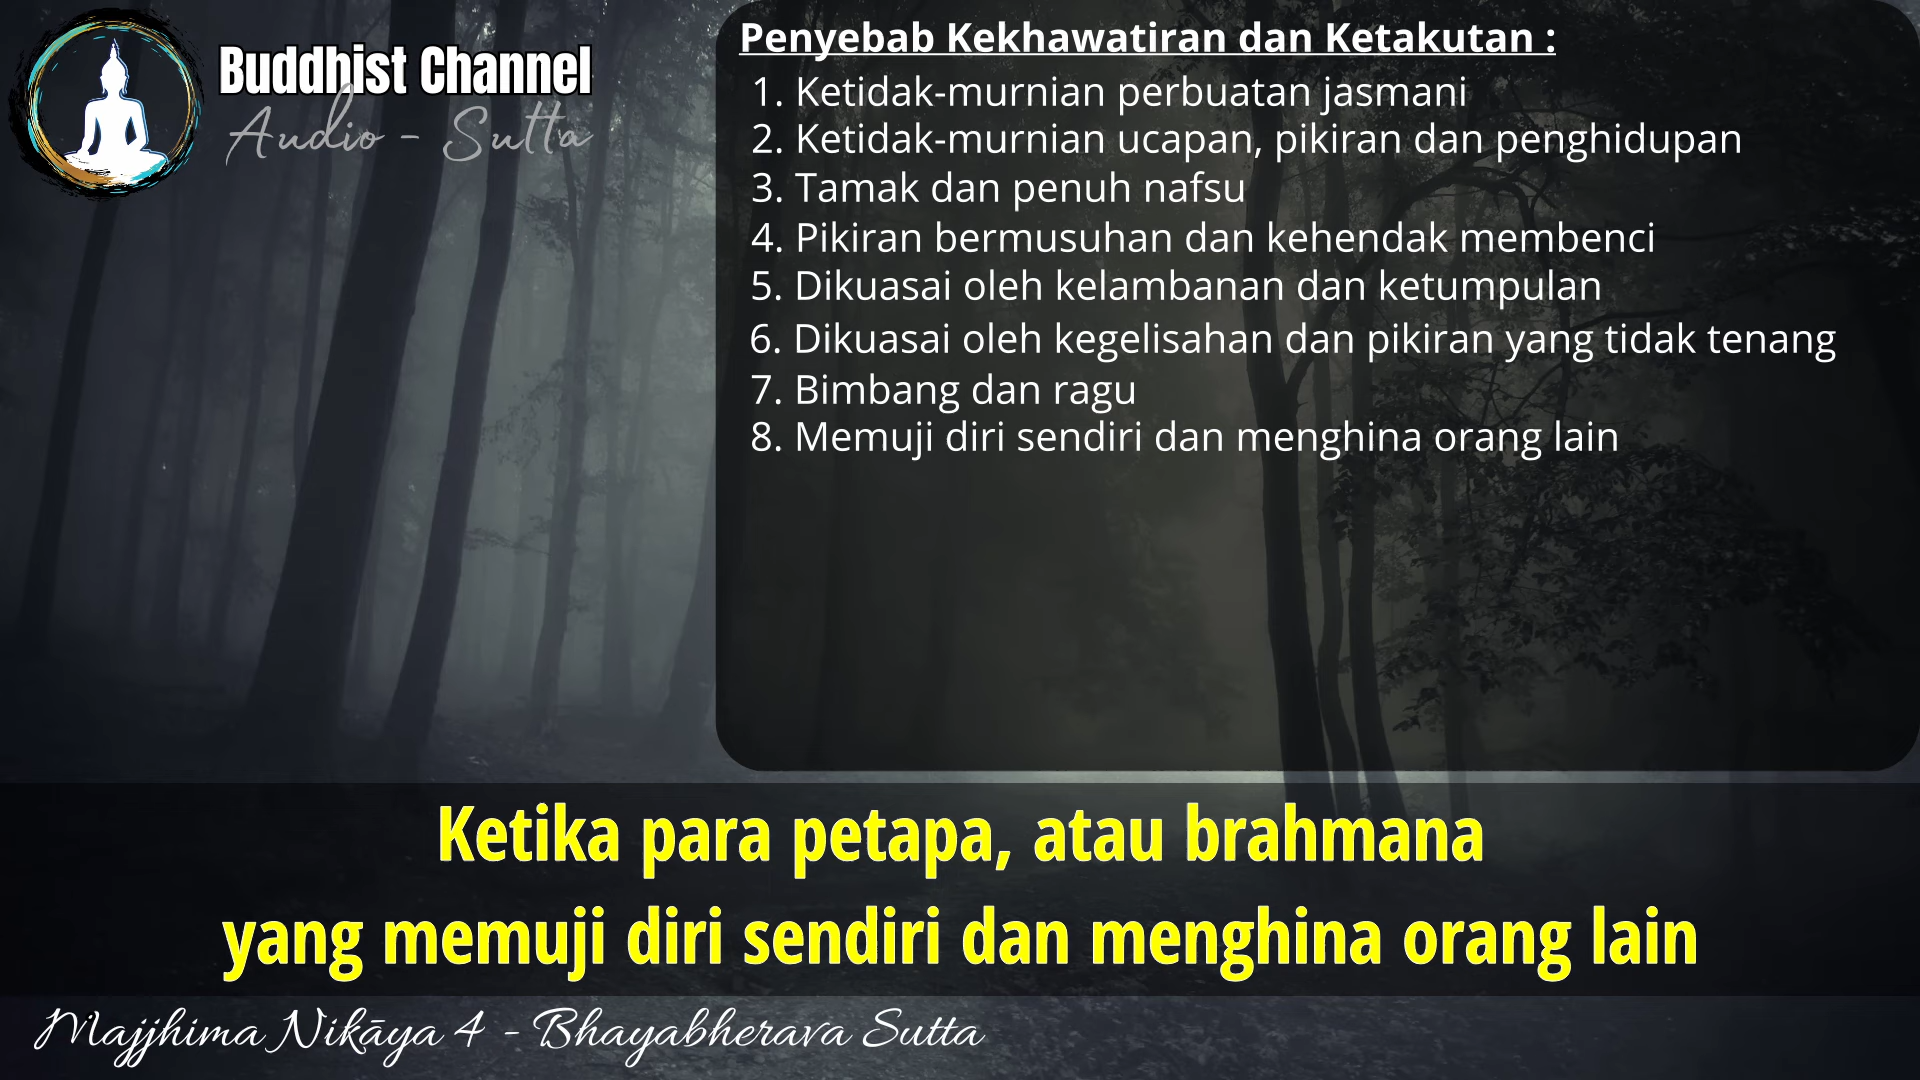 Buddhist Channel
Audio - Sutta
Penyebab Kekhawatiran dan Ketakutan :
1. Ketidak-murnian perbuatan jasmani
2. Ketidak-murnian ucapan, pikiran dan penghidupan
3. Tamak dan penuh nafsu
4. Pikiran bermusuhan dan kehendak membenci
5. Dikuasai oleh kelambanan dan ketumpulan
6. Dikuasai oleh kegelisahan dan pikiran yang tidak tenang
7. Bimbang dan ragu
8. Memuji diri sendiri dan menghina orang lain
Ketika para petapa, atau brahmana
yang memuji diri sendiri dan menghina orang lain
Majjhima Nikāya 4 - Bhayabherava Sutta